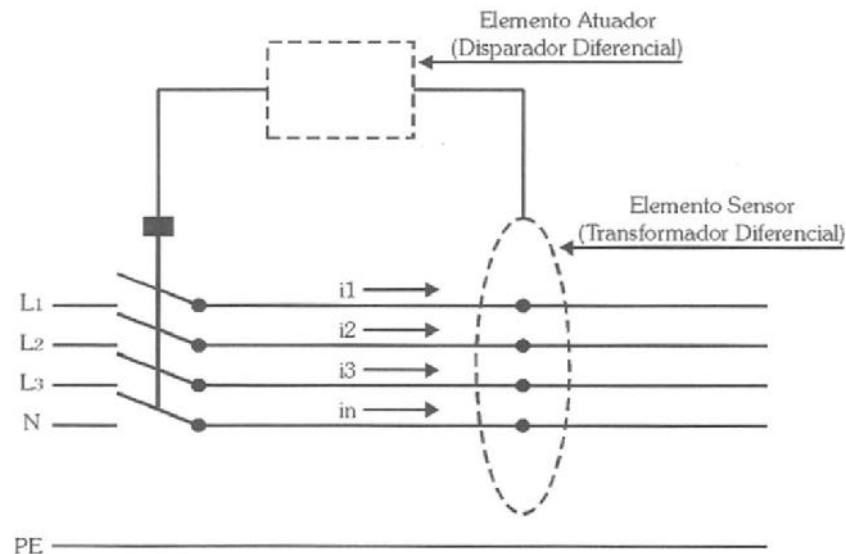 Elemento Atuador
(Disparador Diferencial)
Elemento Sensor
(Transformador Diferencial)
L1
i1
L2
i2
L3
i3
N
in
PE